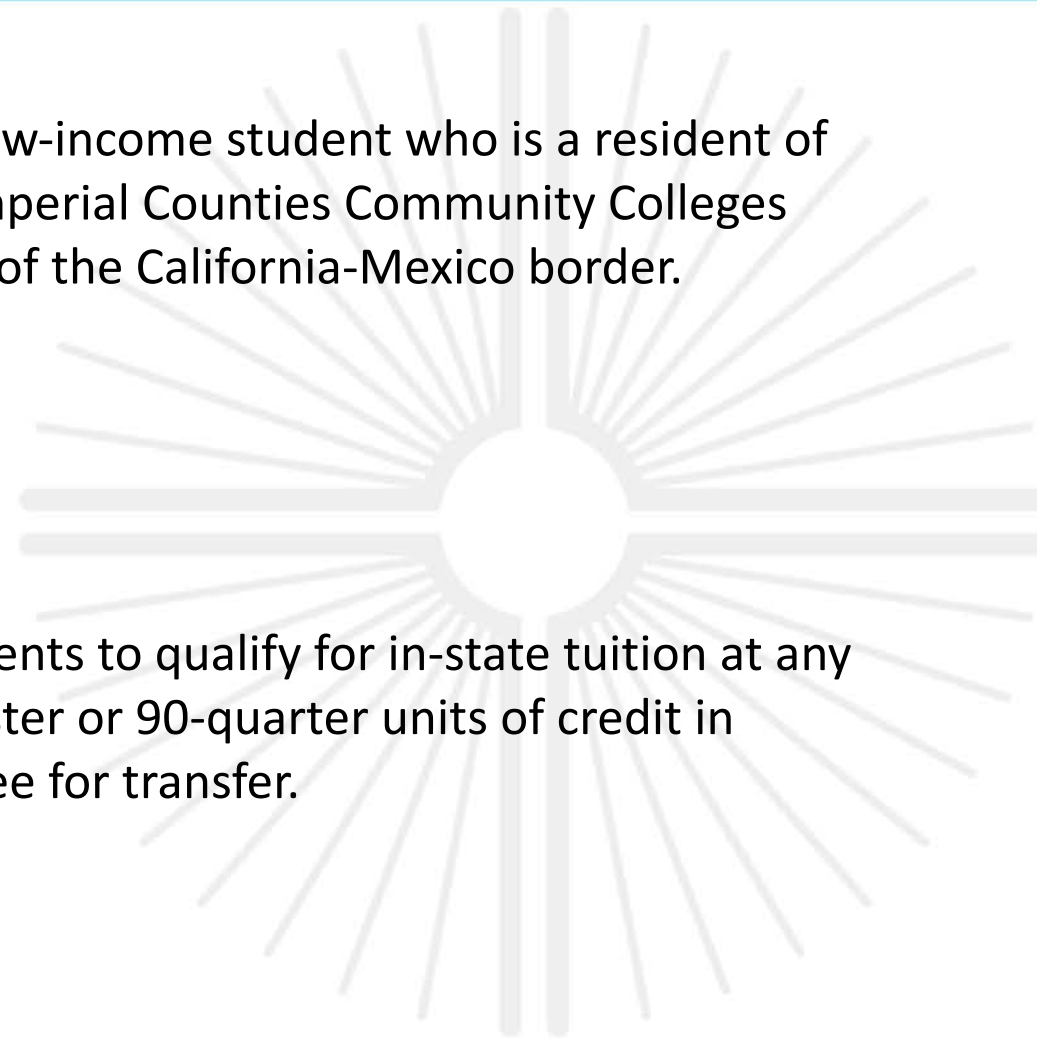 w-income student who is a resident of
perial Counties Community Colleges
of the California-Mexico border.
ents to qualify for in-state tuition at any
ter or 90-quarter units of credit in
ee for transfer.